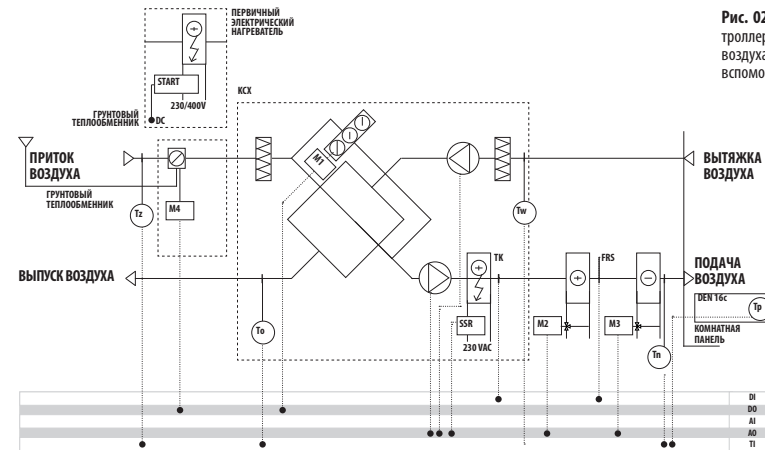 ПЕРВИЧНЫЙ
ЭЛЕКТРИЧЕСКИЙ
НАГРЕВАТЕЛЬ
Рис. 02
троллер
воздуха
вспомо
START
230/400V
DC
ГРУНТОВЫЙ
ТЕПЛООБМЕННИК
КСХ
M1
ПРИТОК
ВОЗДУХА
ВЫТЯЖКА
ВОЗДУХА
ГРУНТОВЫЙ
ТЕПЛООБМЕННИК
Tz
M4
Tw
ВЫПУСК ВОЗДУХА
TK
FRS
ПОДАЧА
ВОЗДУХА
DEN 16c
Tp
КОМНАТНАЯ
ПАНЕЛЬ
To
SSR
230 VAC
M2
M3
Tn
DI
DO
AI
AO
TI